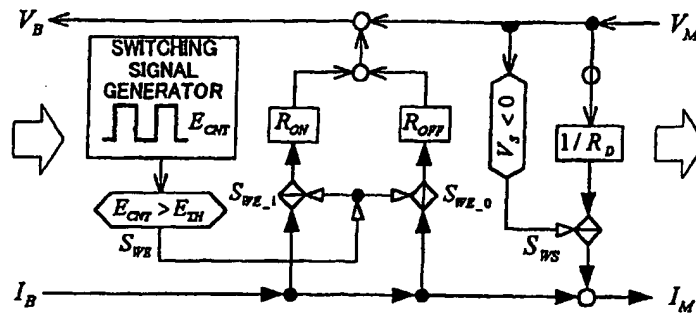 V_B
V_M
SWITCHING
SIGNAL
GENERATOR
E_CNT
R_ON
R_OFF
V_S < 0
1 / R_D
E_CNT > E_TH
S_WE_1
S_WE_0
S_WE
S_WS
I_B
I_M